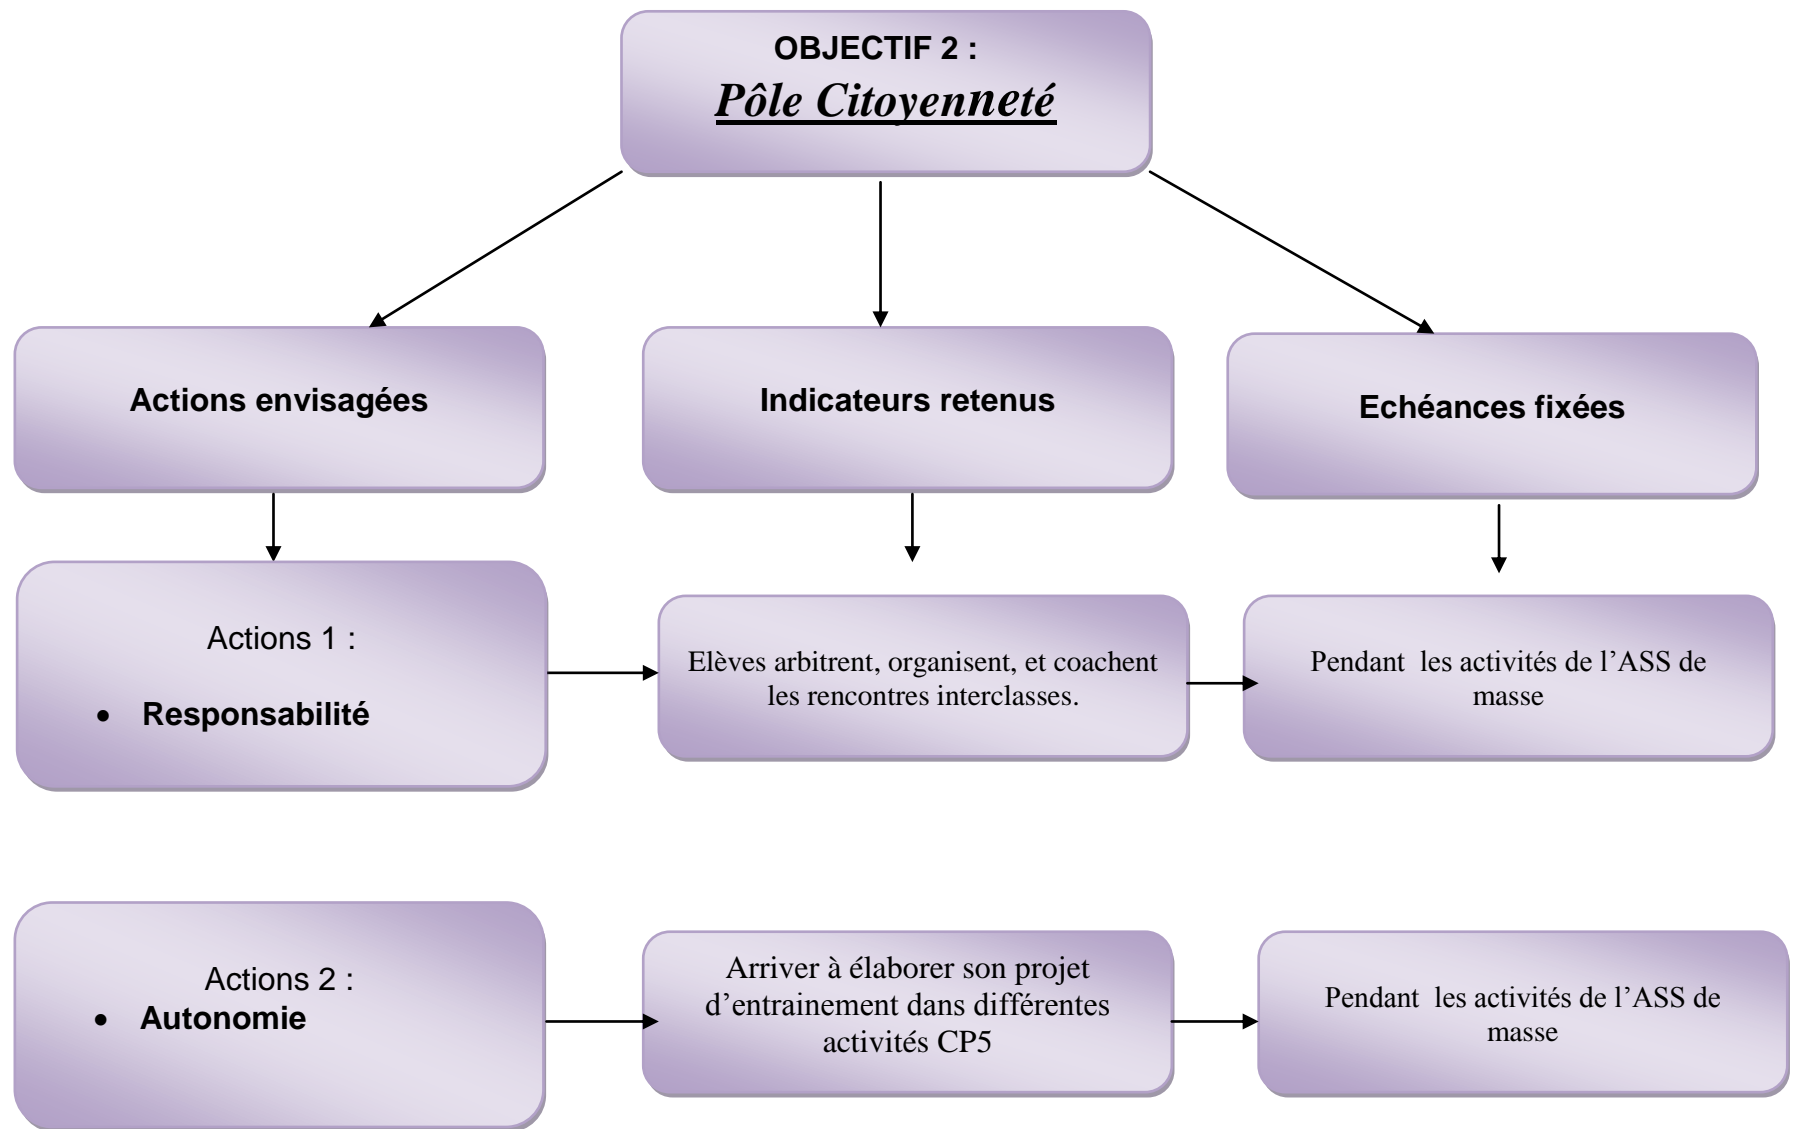 OBJECTIF 2 :
Pôle Citoyenneté
Actions envisagées
Indicateurs retenus
Echéances fixées
Actions 1 :
• Responsabilité
Elèves arbitrent, organisent, et coachent
les rencontres interclasses.
Pendant  les activités de l’ASS de
masse
Actions 2 :
• Autonomie
Arriver à élaborer son projet
d’entrainement dans différentes
activités CP5
Pendant  les activités de l’ASS de
masse